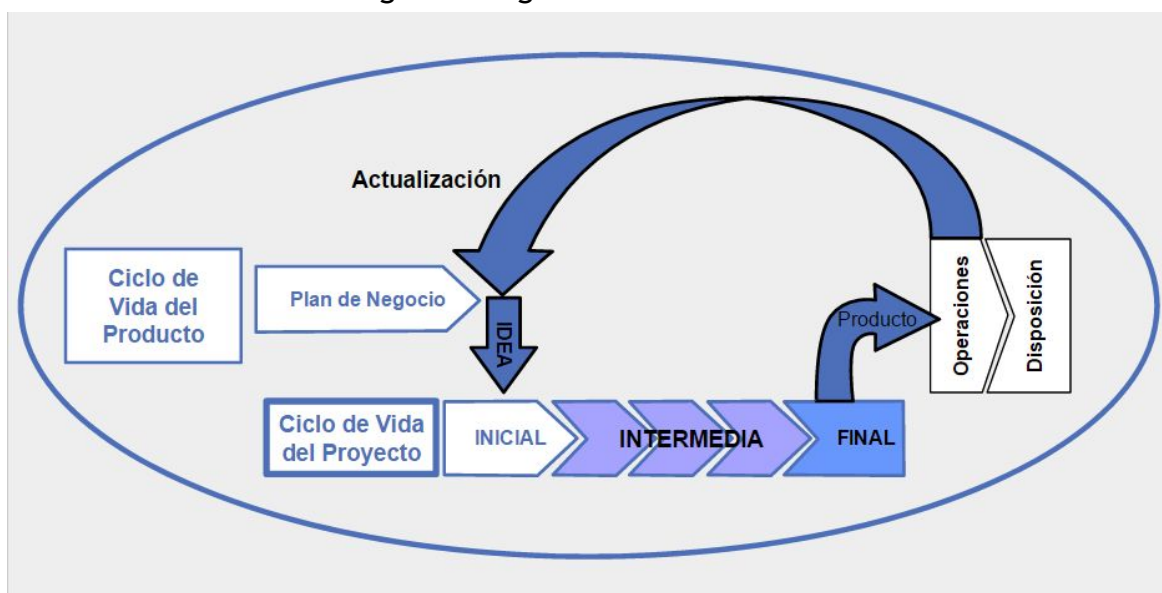 Actualización
Ciclo de
Vida del
Producto
Plan de Negocio
IDEA
Producto
Operaciones
Disposición
Ciclo de Vida
del Proyecto
INICIAL
INTERMEDIA
FINAL